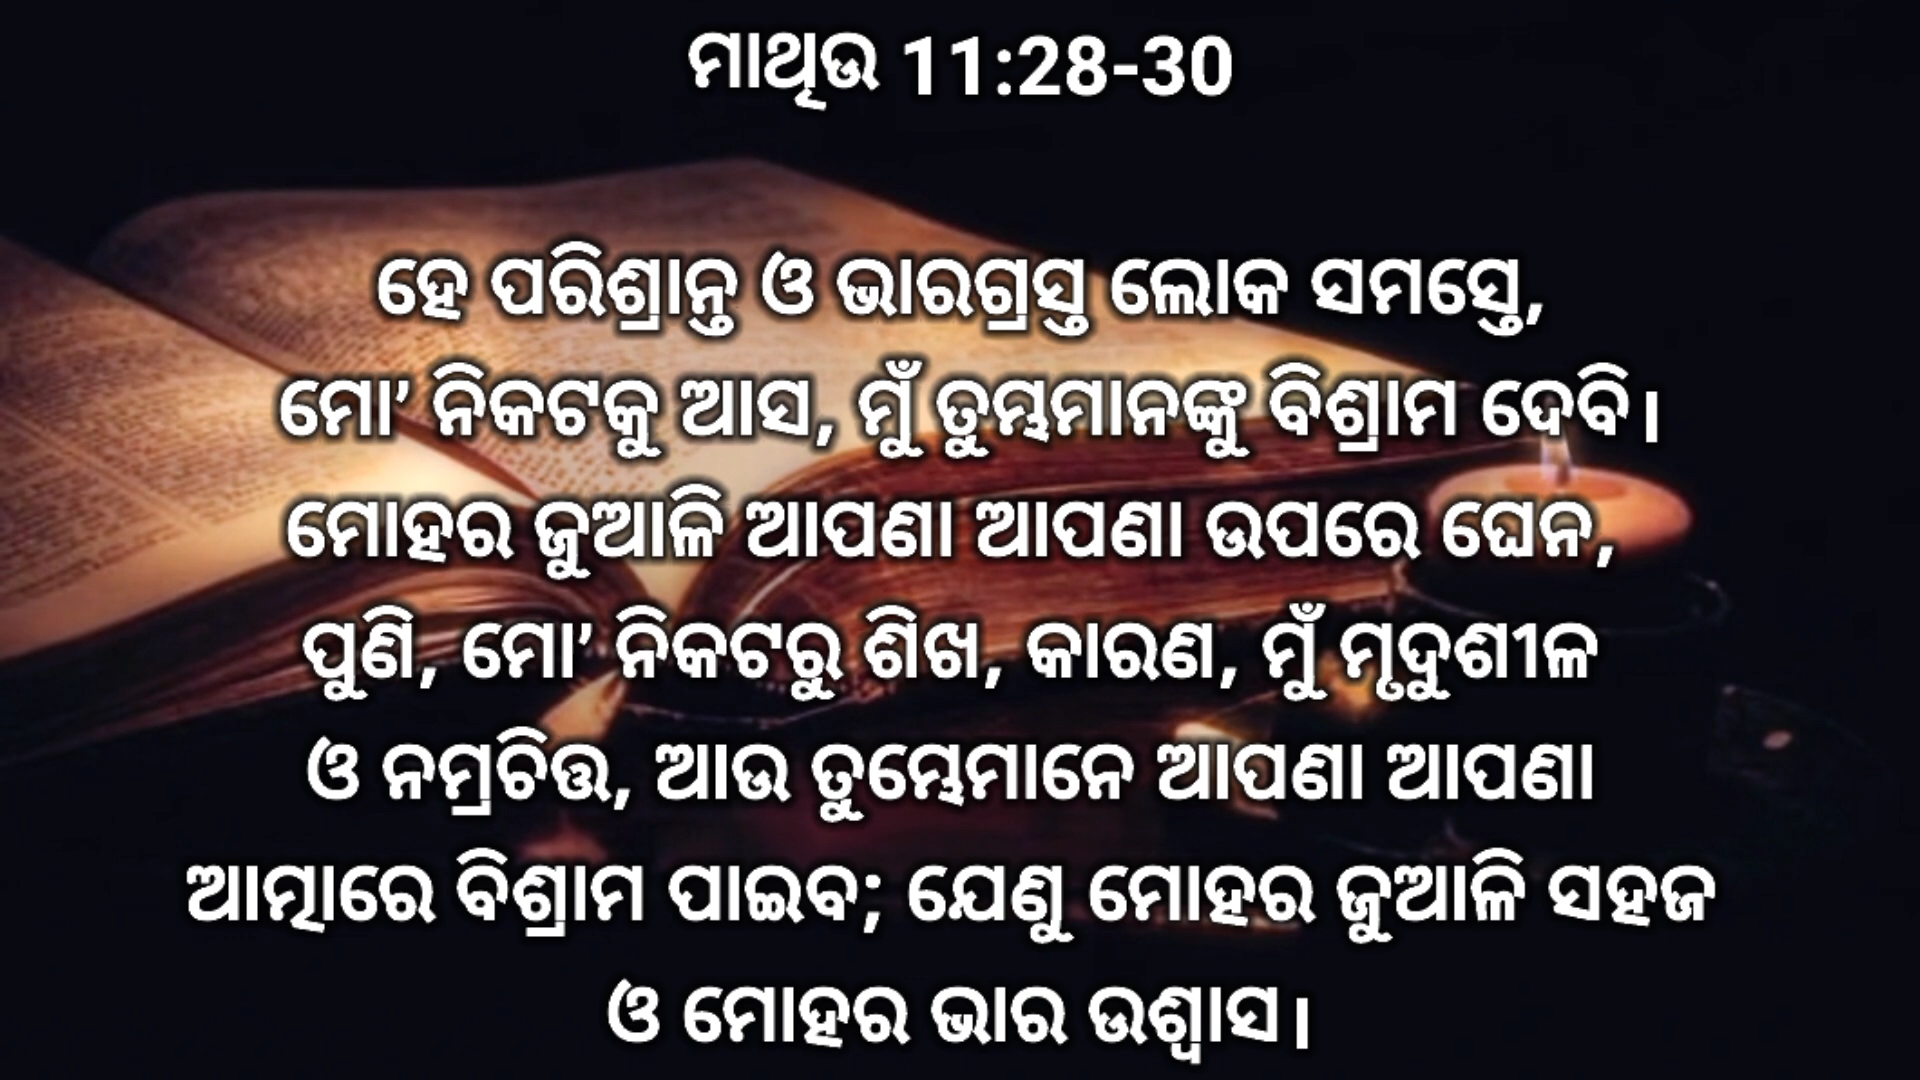 ମାଥିଉ 11:28-30
ହେ ପରିଶ୍ରାନ୍ତ ଓ ଭାରଗ୍ରସ୍ତ ଲୋକ ସମସ୍ତେ,
ମୋ’ ନିକଟକୁ ଆସ, ମୁଁ ତୁମ୍ଭମାନଙ୍କୁ ବିଶ୍ରାମ ଦେବି।
ମୋହର ଜୁଆଳି ଆପଣା ଆପଣା ଉପରେ ଘେନ,
ପୁଣି, ମୋ’ ନିକଟରୁ ଶିଖ, କାରଣ, ମୁଁ ମୃଦୁଶୀଳ
ଓ ନମ୍ରଚିତ୍ତ, ଆଉ ତୁମ୍ଭେମାନେ ଆପଣା ଆପଣା
ଆତ୍ମାରେ ବିଶ୍ରାମ ପାଇବ; ଯେଣୁ ମୋହର ଜୁଆଳି ସହଜ
ଓ ମୋହର ଭାର ଉଶ୍ୱାସ।